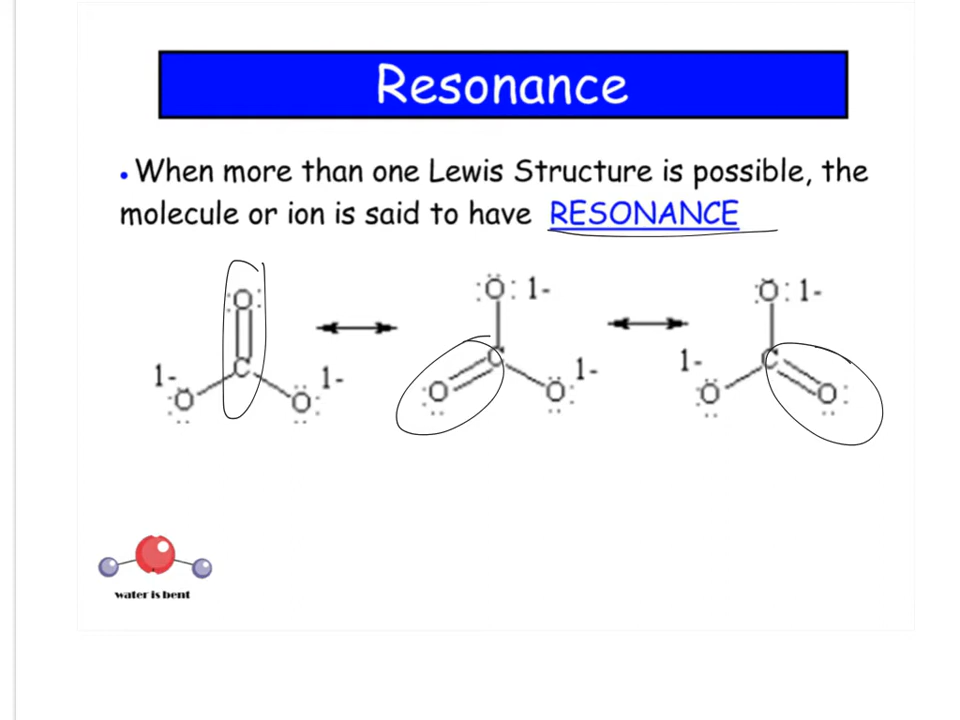 Resonance
• When more than one Lewis Structure is possible, the
molecule or ion is said to have RESONANCE
:Ö: 1-
:Ö: 1-
:O:
1-
C
1-
:Ö:
:Ö:
C
1-
:O:
:Ö:
1-
C
:Ö:
:O:
water is bent